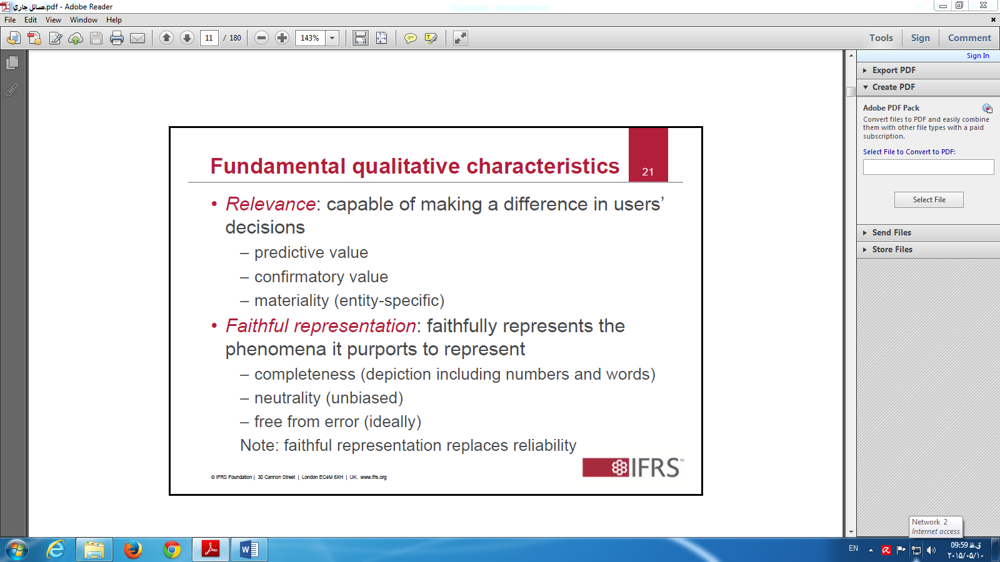 مسائل جاري.pdf - Adobe Reader
File Edit View Window Help
11 / 180 143% Tools Sign Comment
Sign In
Export PDF
Create PDF
Adobe PDF Pack
Convert files to PDF and easily combine
them with other file types with a paid
subscription.
Select File to Convert to PDF:
Select File
Send Files
Store Files
Fundamental qualitative characteristics 21
• Relevance: capable of making a difference in users’
decisions
– predictive value
– confirmatory value
– materiality (entity-specific)
• Faithful representation: faithfully represents the
phenomena it purports to represent
– completeness (depiction including numbers and words)
– neutrality (unbiased)
– free from error (ideally)
Note: faithful representation replaces reliability
IFRS™
© IFRS Foundation | 30 Cannon Street | London EC4M 6XH | UK. www.ifrs.org
Network 2
Internet access
EN
09:59 ق.ظ
٢٠١٥/٠٥/١٠